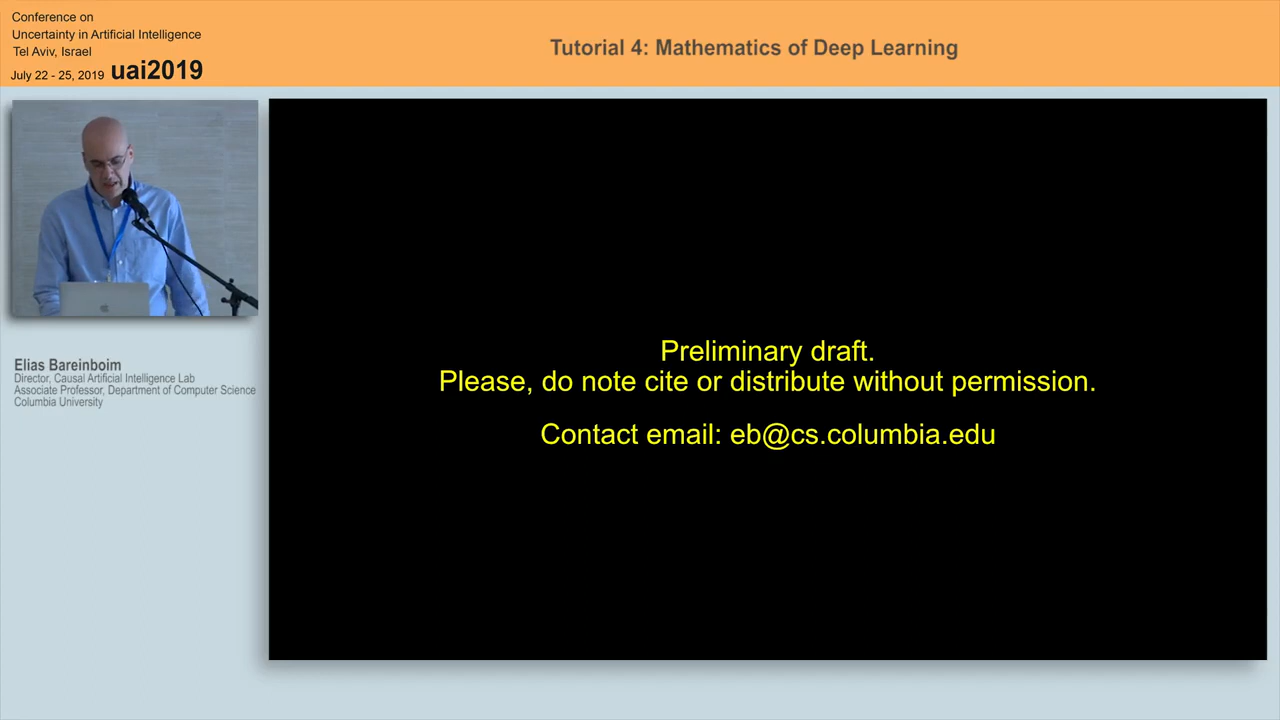 Conference on
Uncertainty in Artificial Intelligence
Tel Aviv, Israel
July 22 - 25, 2019 uai2019
Tutorial 4: Mathematics of Deep Learning
Elias Bareinboim
Director, Causal Artificial Intelligence Lab
Associate Professor, Department of Computer Science
Columbia University
Preliminary draft.
Please, do note cite or distribute without permission.
Contact email: eb@cs.columbia.edu